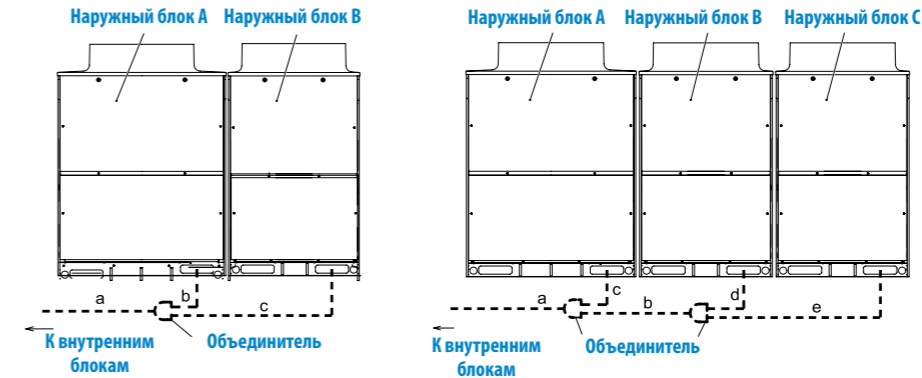 Наружный блок A Наружный блок B
a
b
c
К внутренним
блокам
Объединитель
Наружный блок A Наружный блок B Наружный блок C
a
c
b
d
e
К внутренним
блокам
Объединитель